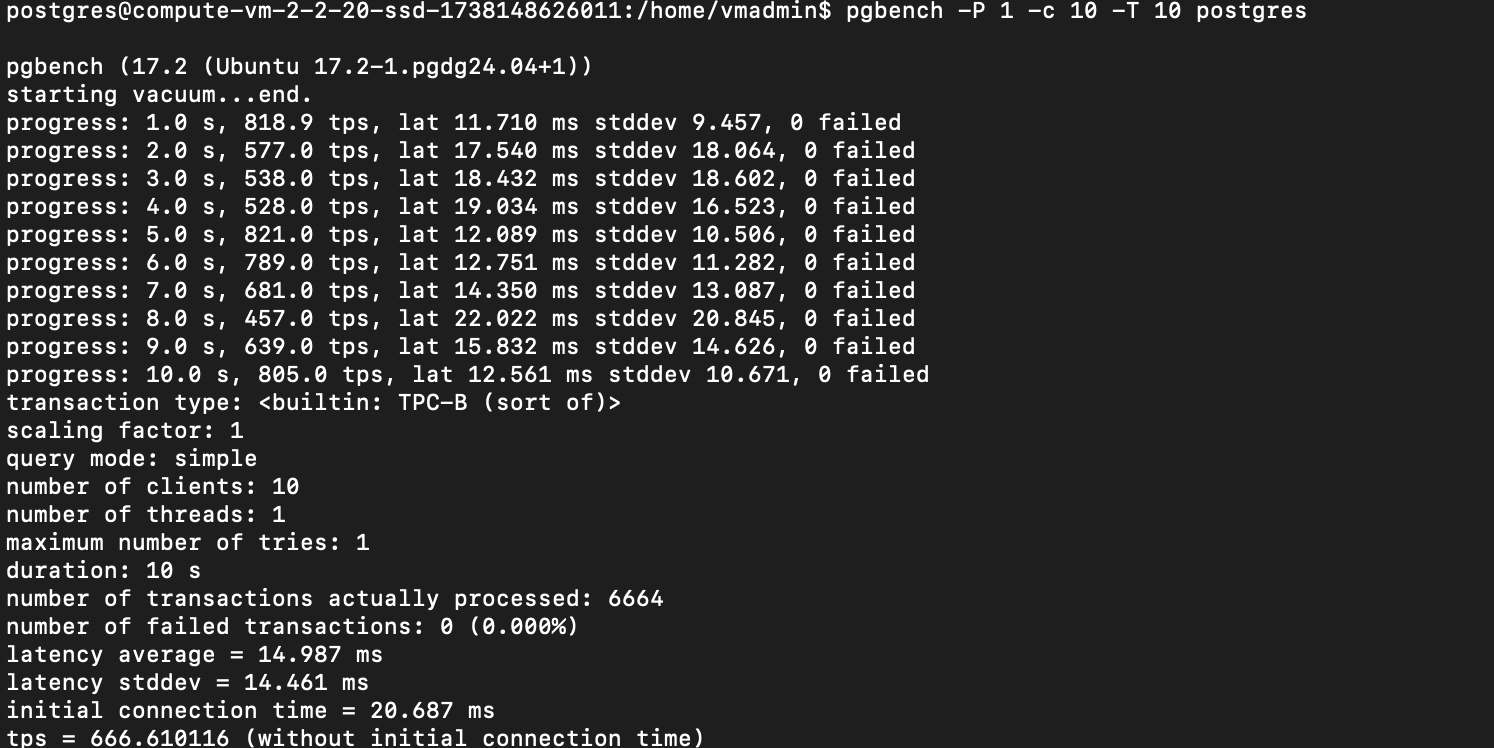 postgres@compute-vm-2-2-20-ssd-1738148626011:/home/vmadmin$ pgbench -P 1 -c 10 -T 10 postgres
pgbench (17.2 (Ubuntu 17.2-1.pgdg24.04+1))
starting vacuum...end.
progress: 1.0 s, 818.9 tps, lat 11.710 ms stddev 9.457, 0 failed
progress: 2.0 s, 577.0 tps, lat 17.540 ms stddev 18.064, 0 failed
progress: 3.0 s, 538.0 tps, lat 18.432 ms stddev 18.602, 0 failed
progress: 4.0 s, 528.0 tps, lat 19.034 ms stddev 16.523, 0 failed
progress: 5.0 s, 821.0 tps, lat 12.089 ms stddev 10.506, 0 failed
progress: 6.0 s, 789.0 tps, lat 12.751 ms stddev 11.282, 0 failed
progress: 7.0 s, 681.0 tps, lat 14.350 ms stddev 13.087, 0 failed
progress: 8.0 s, 457.0 tps, lat 22.022 ms stddev 20.845, 0 failed
progress: 9.0 s, 639.0 tps, lat 15.832 ms stddev 14.626, 0 failed
progress: 10.0 s, 805.0 tps, lat 12.561 ms stddev 10.671, 0 failed
transaction type: <builtin: TPC-B (sort of)>
scaling factor: 1
query mode: simple
number of clients: 10
number of threads: 1
maximum number of tries: 1
duration: 10 s
number of transactions actually processed: 6664
number of failed transactions: 0 (0.000%)
latency average = 14.987 ms
latency stddev = 14.461 ms
initial connection time = 20.687 ms
tps = 666.610116 (without initial connection time)